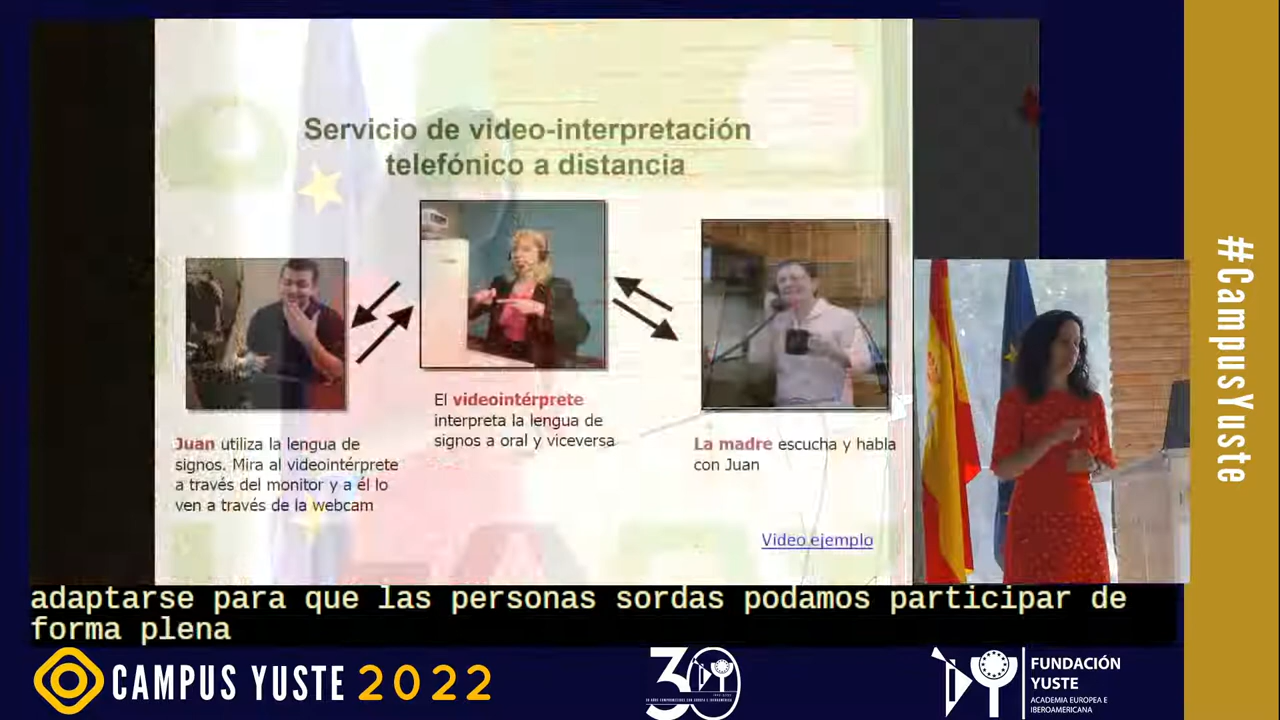 Servicio de video-interpretación
telefónico a distancia
El videointérprete
interpreta la lengua de
signos a oral y viceversa
Juan utiliza la lengua de
signos. Mira al videointérprete
a través del monitor y a él lo
ven a través de la webcam
La madre escucha y habla
con Juan
Video ejemplo
#CampusYuste
adaptarse para que las personas sordas podamos participar de
forma plena
CAMPUS YUSTE 2022
30
FUNDACIÓN
YUSTE
ACADEMIA EUROPEA E
IBEROAMERICANA